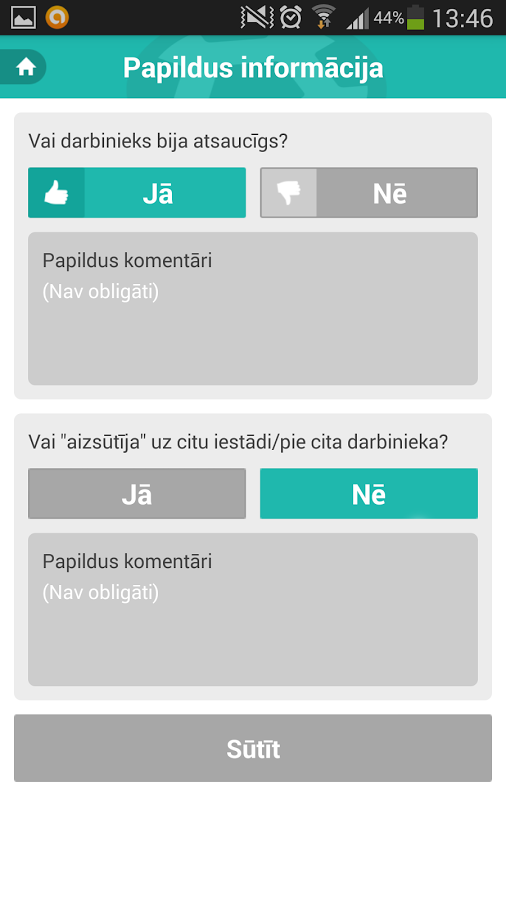 44% 13:46
Papildus informācija
Vai darbinieks bija atsaucīgs?
Jā Nē
Papildus komentāri
(Nav obligāti)
Vai "aizsūtīja" uz citu iestādi/pie cita darbinieka?
Jā Nē
Papildus komentāri
(Nav obligāti)
Sūtīt